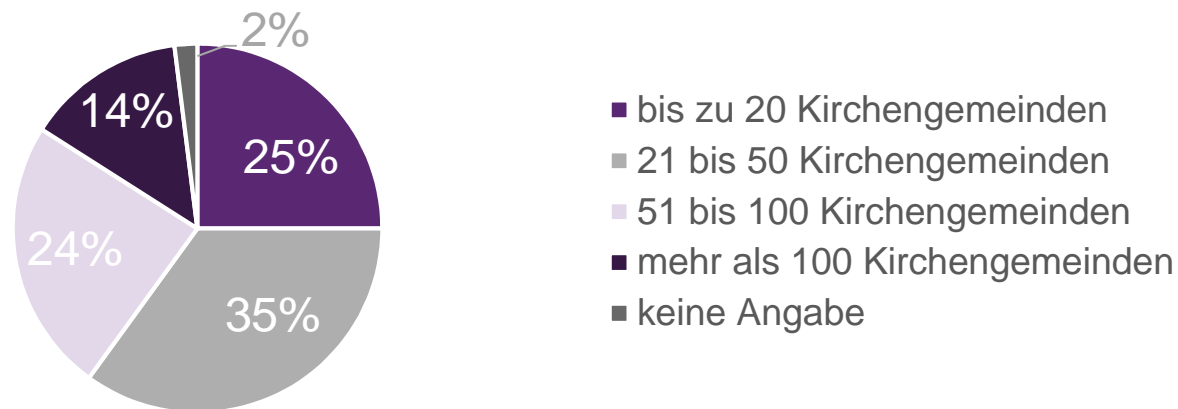 2%
14%
25%
24%
35%
bis zu 20 Kirchengemeinden
21 bis 50 Kirchengemeinden
51 bis 100 Kirchengemeinden
mehr als 100 Kirchengemeinden
keine Angabe